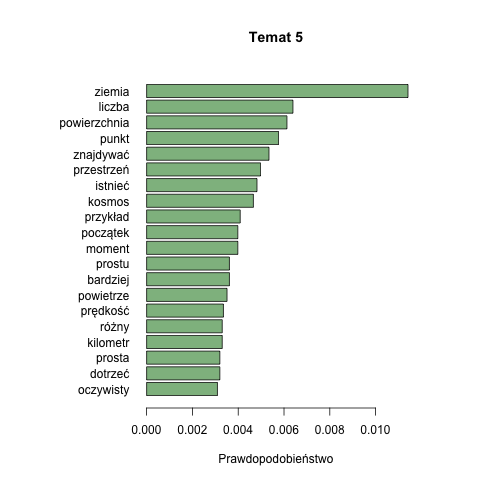 Temat 5
ziemia
liczba
powierzchnia
punkt
znajdywać
przestrzeń
istnieć
kosmos
przykład
początek
moment
prostu
bardziej
powietrze
prędkość
różny
kilometr
prosta
dotrzeć
oczywisty
0.000 0.002 0.004 0.006 0.008 0.010
Prawdopodobieństwo